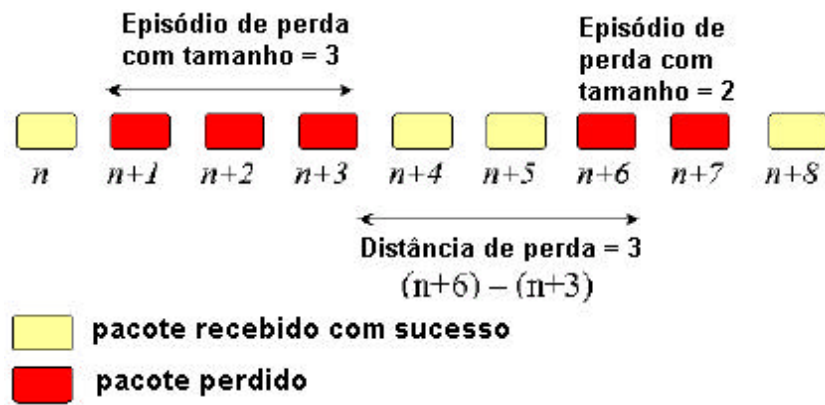 Episódio de perda
com tamanho = 3
Episódio de
perda com
tamanho = 2
n n+1 n+2 n+3 n+4 n+5 n+6 n+7 n+8
Distância de perda = 3
(n+6) – (n+3)
pacote recebido com sucesso
pacote perdido